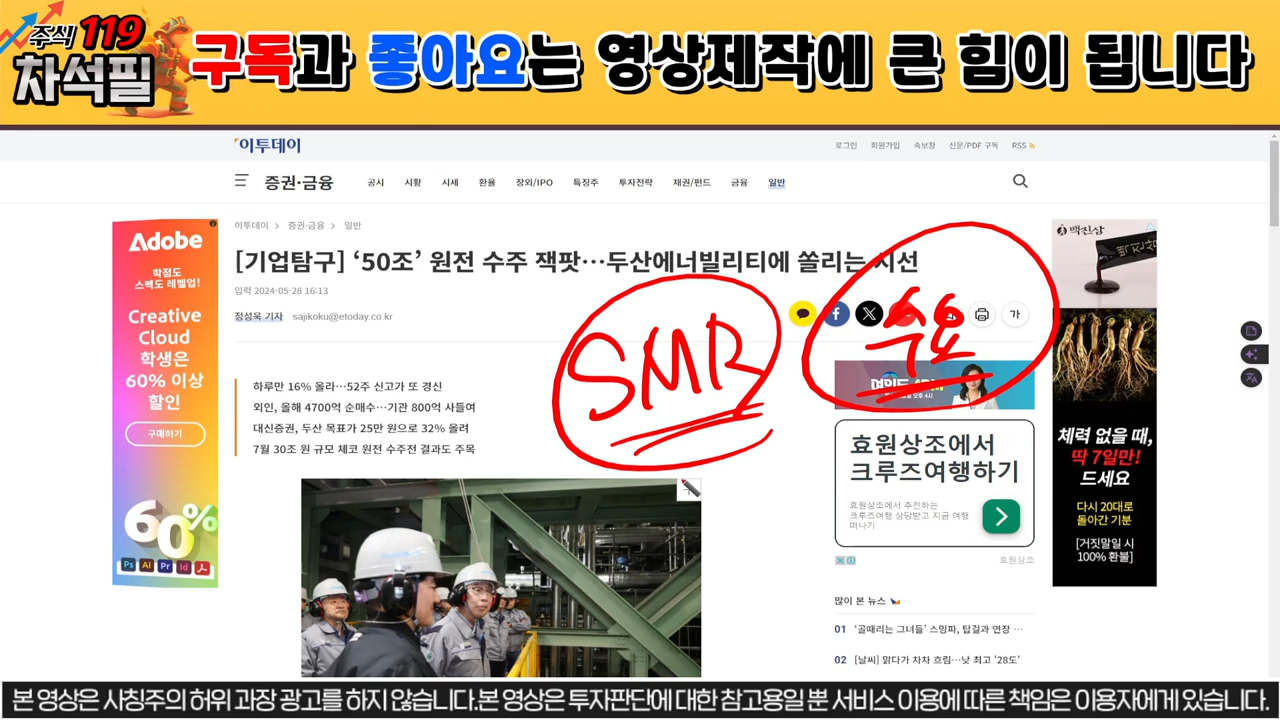 주식 119
차석필
구독과 좋아요는 영상제작에 큰 힘이 됩니다
이투데이
로그인 회원가입 속보창 신문/PDF 구독 RSS
증권·금융 공시 시황 시세 환율 장외/IPO 특징주 투자전략 채권/펀드 금융 일반
이투데이 > 증권·금융 > 일반
[기업탐구] ‘50조’ 원전 수주 잭팟…두산에너빌리티에 쏠리는 시선
입력 2024-05-28 16:13
정성욱 기자 sajikoku@etoday.co.kr
가
SMR
수요
하루만 16% 올라…52주 신고가 또 경신
외인, 올해 4700억 순매수…기관 800억 사들여
대신증권, 두산 목표가 25만 원으로 32% 올려
7월 30조 원 규모 체코 원전 수주전 결과도 주목
Adobe
학점도
스펙도 레벨업!
Creative
Cloud
학생은
60% 이상
할인
구매하기
60%
Ps Ai Pr Id
효원상조에서
크루즈여행하기
효원상조에서 추천하는
크루즈여행 상담받고 지금 여행
떠나기
효원상조
많이 본 뉴스
01 ‘골때리는 그녀들’ 스밍파, 탑걸과 연장 …
02 [날씨] 맑다가 차차 흐림…낮 최고 '28도'
백진삼
체력 없을 때,
딱 7일만!
드세요
다시 20대로
돌아간 기분
[거짓말일 시
100% 환불]
본 영상은 사칭주의 허위 과장 광고를 하지 않습니다.본 영상은 투자판단에 대한 참고용일 뿐 서비스 이용에 따른 책임은 이용자에게 있습니다.